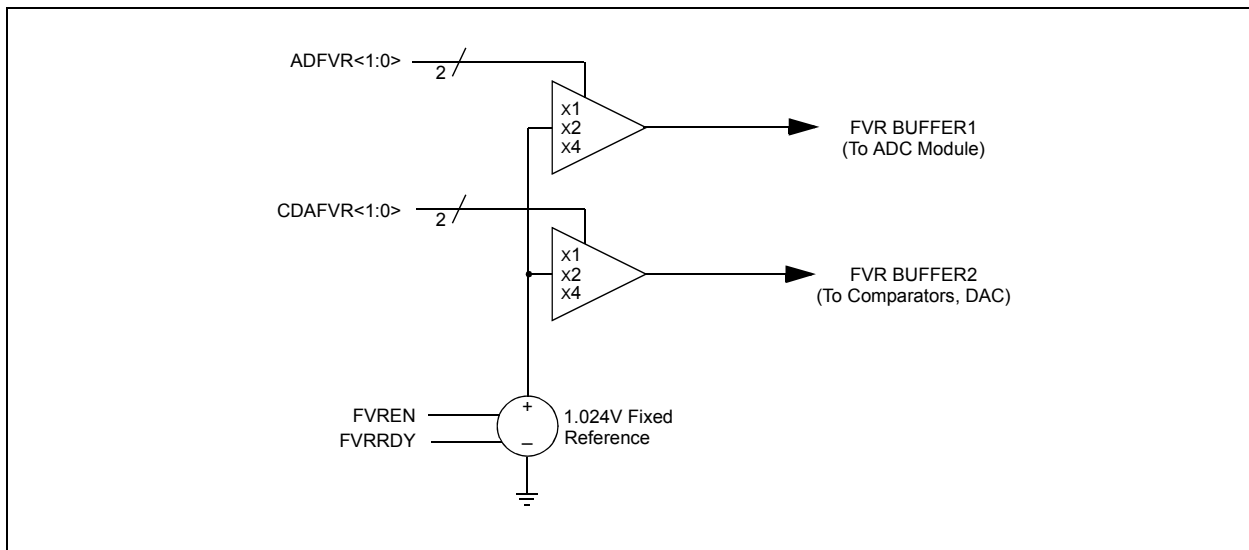 ADFVR<1:0>
2
X1
X2
X4
FVR BUFFER1
(To ADC Module)
CDAFVR<1:0>
2
X1
X2
X4
FVR BUFFER2
(To Comparators, DAC)
FVREN
FVRRDY
+
–
1.024V Fixed
Reference